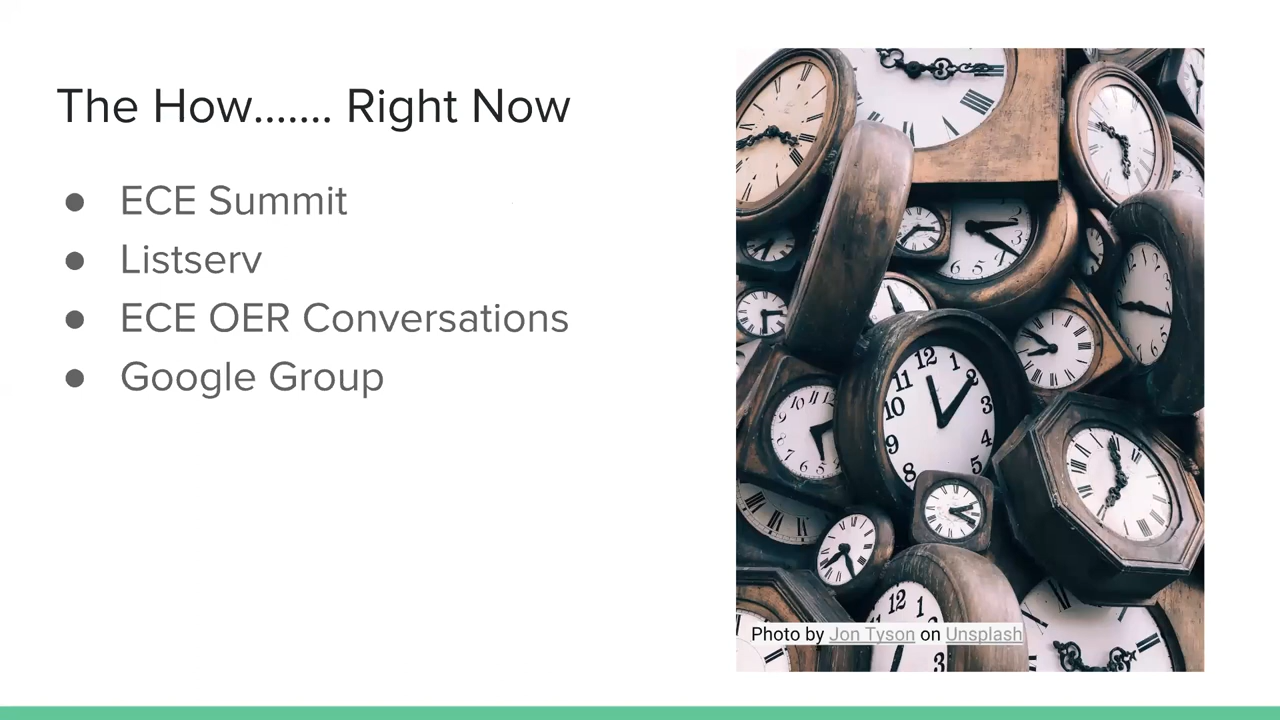 The How....... Right Now
● ECE Summit
● Listserv
● ECE OER Conversations
● Google Group
Photo by Jon Tyson on Unsplash